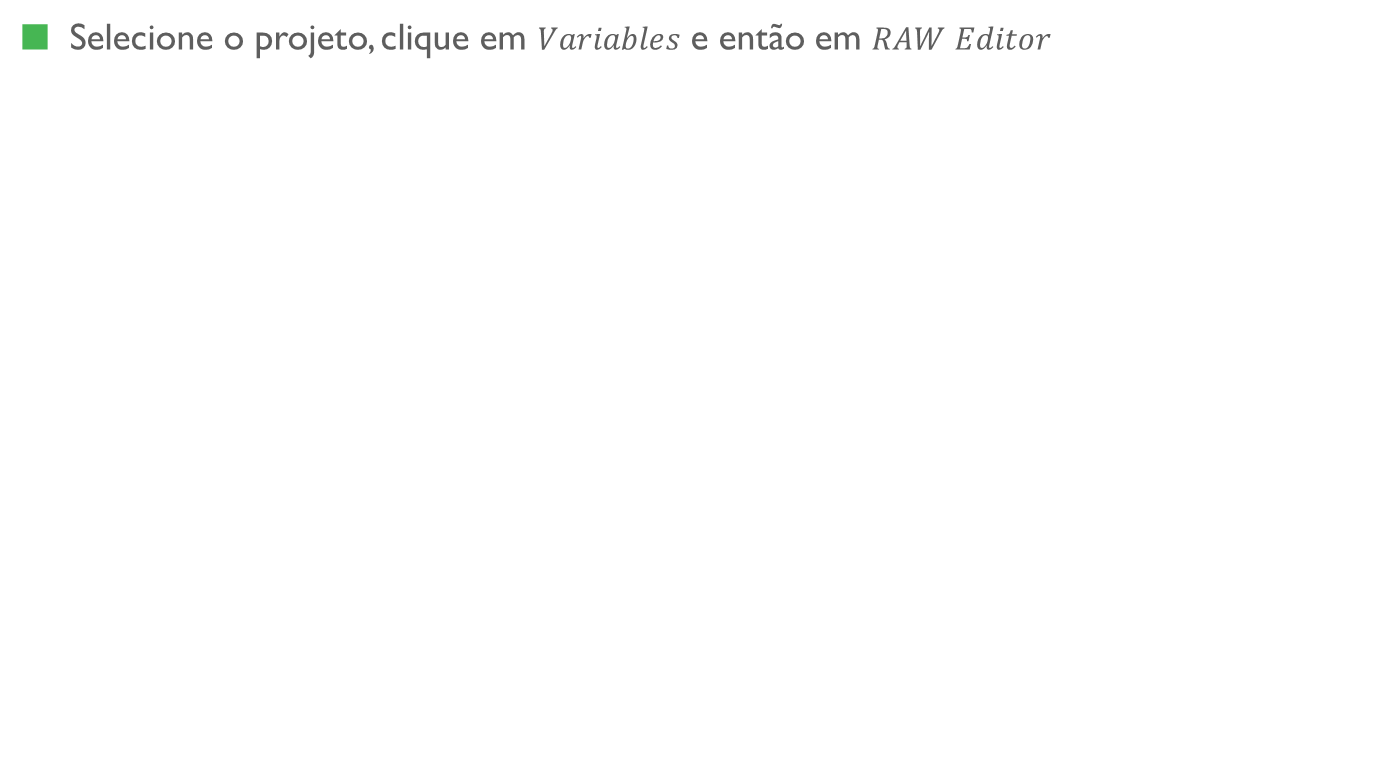 Selecione o projeto, clique em Variables e então em RAW Editor